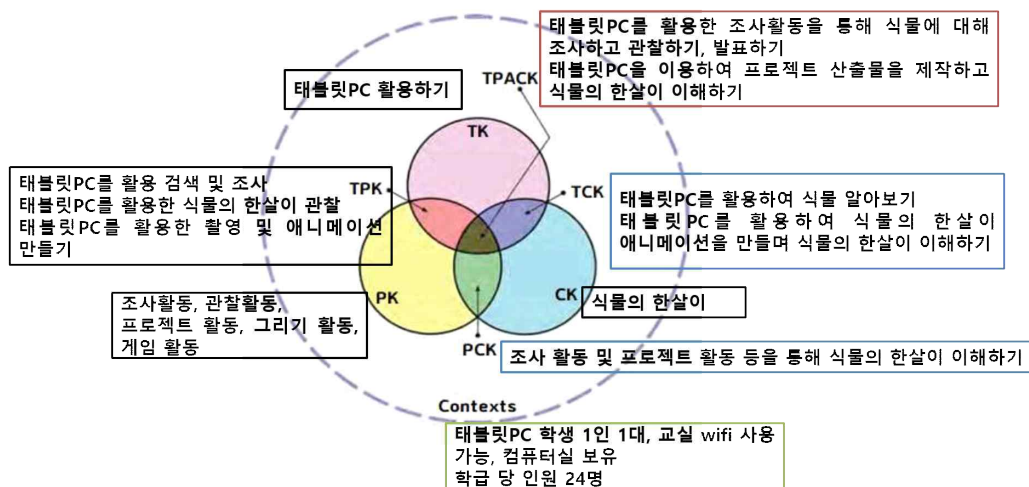 태블릿PC를 활용한 조사활동을 통해 식물에 대해
조사하고 관찰하기, 발표하기
태블릿PC을 이용하여 프로젝트 산출물을 제작하고
식물의 한살이 이해하기
태블릿PC 활용하기
TPACK
TK
태블릿PC를 활용 검색 및 조사
태블릿PC를 활용한 식물의 한살이 관찰
태블릿PC를 활용한 촬영 및 애니메이션
만들기
TPK
TCK
태블릿PC를 활용하여 식물 알아보기
태블릿PC를 활용하여 식물의 한살이
애니메이션을 만들며 식물의 한살이 이해하기
조사활동, 관찰활동,
프로젝트 활동, 그리기 활동,
게임 활동
PK
CK
식물의 한살이
PCK
조사 활동 및 프로젝트 활동 등을 통해 식물의 한살이 이해하기
Contexts
태블릿PC 학생 1인 1대, 교실 wifi 사용
가능, 컴퓨터실 보유
학급 당 인원 24명